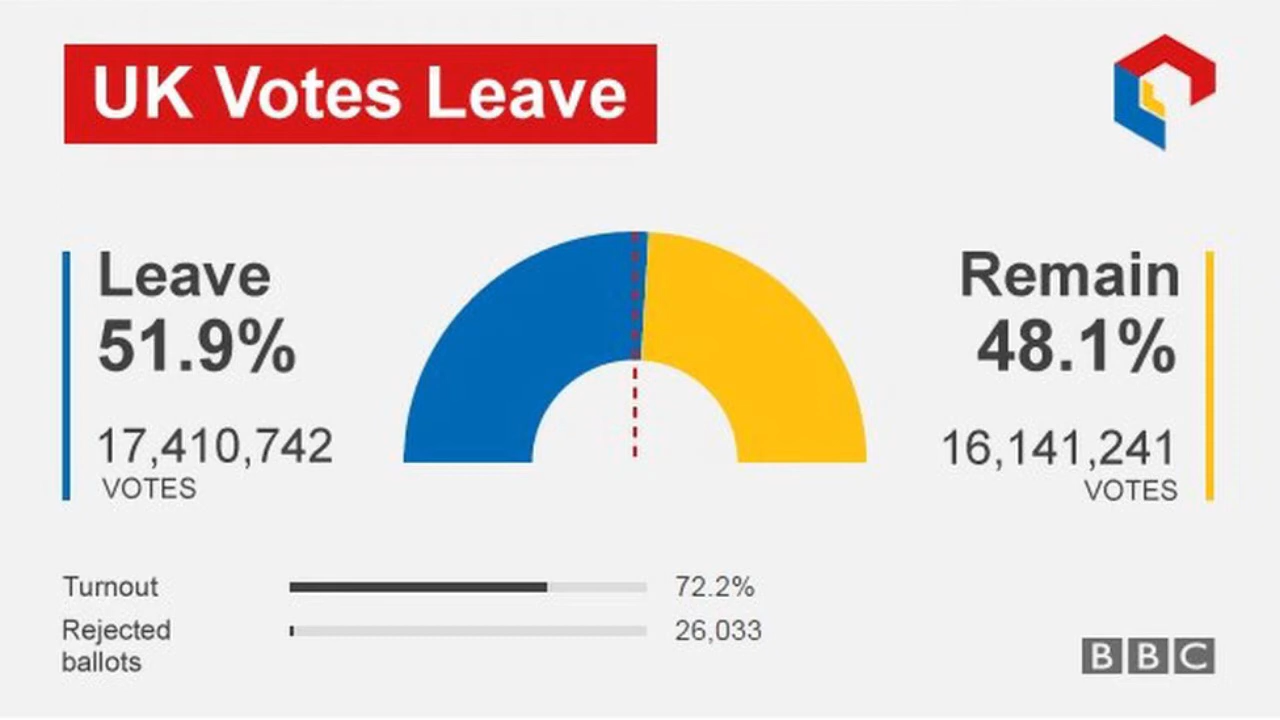 UK Votes Leave
Leave
51.9%
17,410,742
VOTES
Remain
48.1%
16,141,241
VOTES
Turnout 72.2%
Rejected 26,033
ballots
BBC